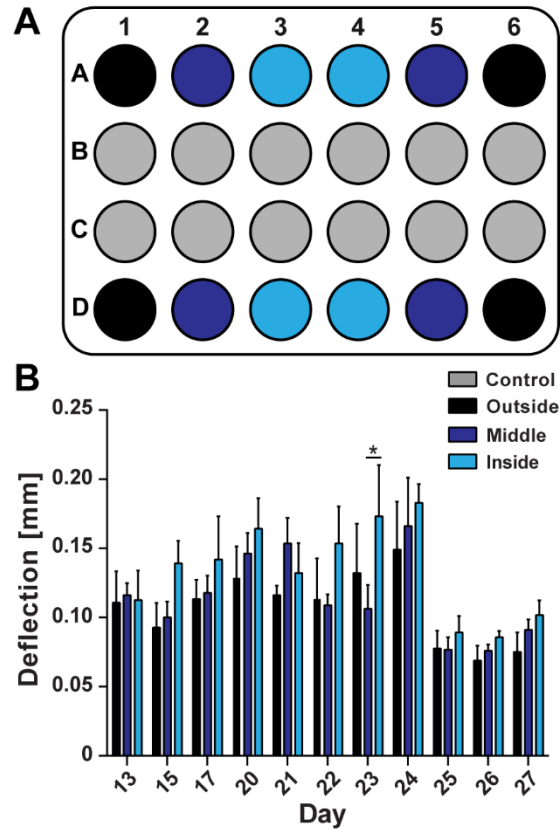 A
1 2 3 4 5 6
A
B
C
D
B
Control
Outside
Middle
Inside
0.25
0.20
0.15
0.10
0.05
0
Deflection [mm]
*
13 15 17 20 21 22 23 24 25 26 27
Day